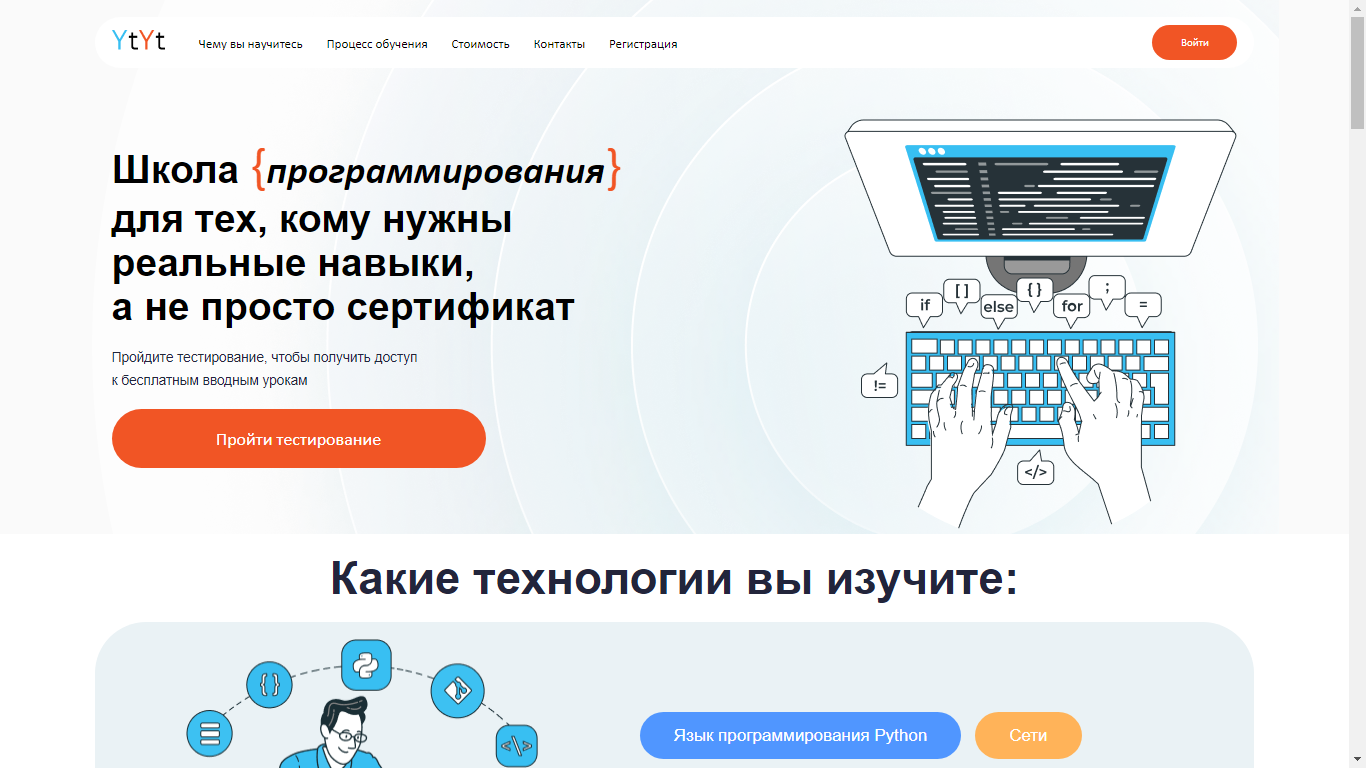 YtYt
Чему вы научитесь
Процесс обучения
Стоимость
Контакты
Регистрация
Войти
Школа {программирования}
для тех, кому нужны
реальные навыки,
а не просто сертификат
Пройдите тестирование, чтобы получить доступ
к бесплатным вводным урокам
Пройти тестирование
if
[ ]
else
{ }
for
;
=
!=
</>
Какие технологии вы изучите:
{ }
</>
Язык программирования Python
Сети